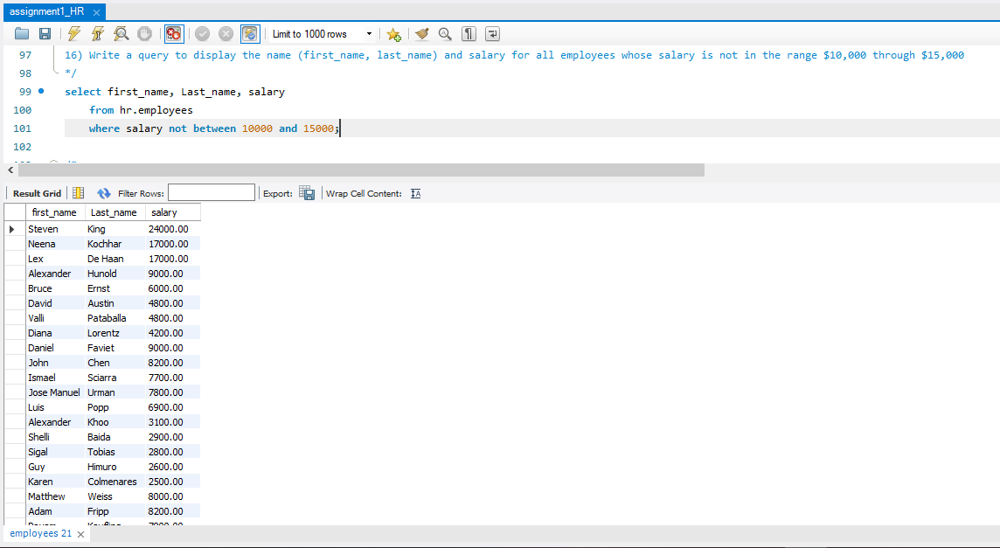 assignment1_HR
Limit to 1000 rows
97 16) Write a query to display the name (first_name, last_name) and salary for all employees whose salary is not in the range $10,000 through $15,000
98 */
99 select first_name, Last_name, salary
100 from hr.employees
101 where salary not between 10000 and 15000;
102
Result Grid Filter Rows: Export: Wrap Cell Content:
first_name Last_name salary
Steven King 24000.00
Neena Kochhar 17000.00
Lex De Haan 17000.00
Alexander Hunold 9000.00
Bruce Ernst 6000.00
David Austin 4800.00
Valli Pataballa 4800.00
Diana Lorentz 4200.00
Daniel Faviet 9000.00
John Chen 8200.00
Ismael Sciarra 7700.00
Jose Manuel Urman 7800.00
Luis Popp 6900.00
Alexander Khoo 3100.00
Shelli Baida 2900.00
Sigal Tobias 2800.00
Guy Himuro 2600.00
Karen Colmenares 2500.00
Matthew Weiss 8000.00
Adam Fripp 8200.00
employees 21